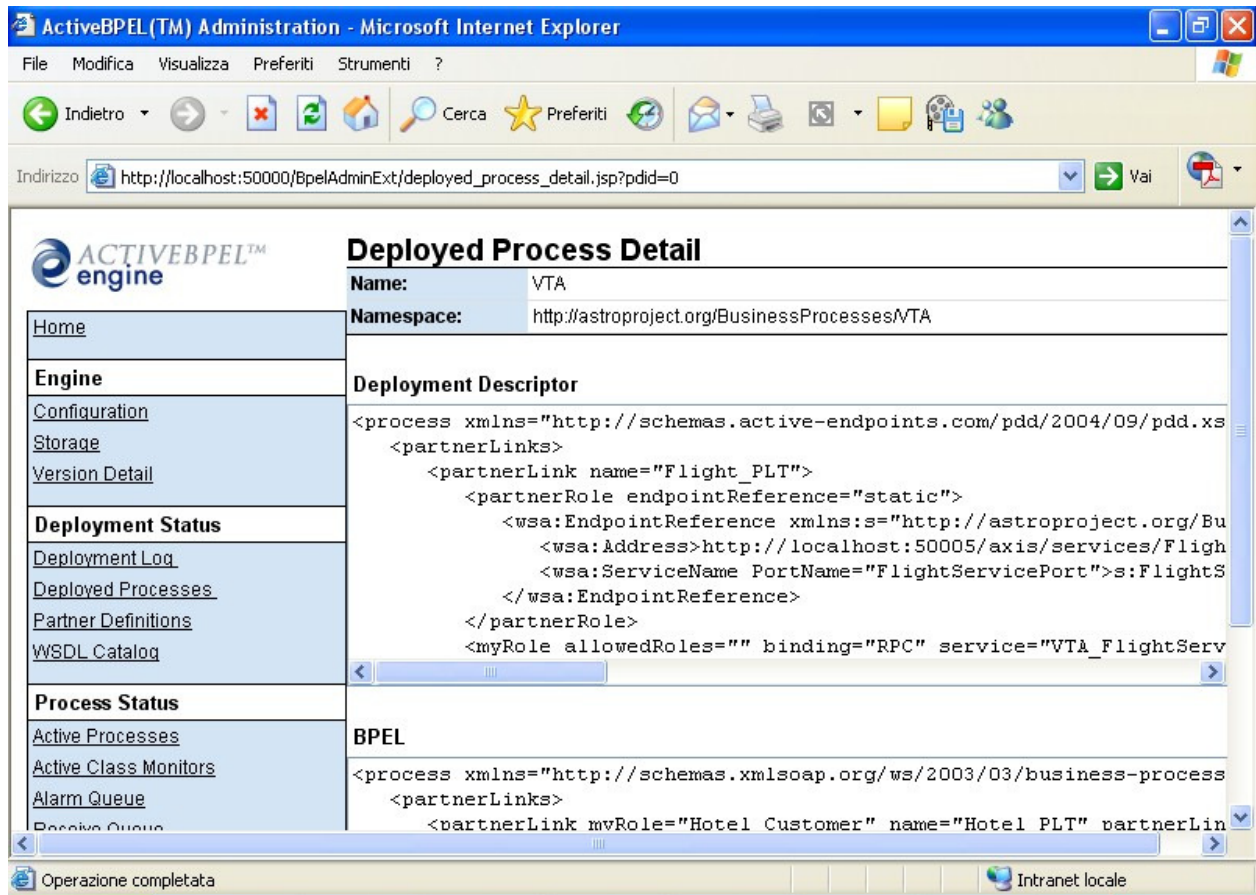 ActiveBPEL(TM) Administration - Microsoft Internet Explorer
File Modifica Visualizza Preferiti Strumenti ?
Indietro Cerca Preferiti
Indirizzo http://localhost:50000/BpelAdminExt/deployed_process_detail.jsp?pdid=0 Vai
ACTIVEBPEL™
engine
Home
Engine
Configuration
Storage
Version Detail
Deployment Status
Deployment Log
Deployed Processes
Partner Definitions
WSDL Catalog
Process Status
Active Processes
Active Class Monitors
Alarm Queue
Receive Queue
Deployed Process Detail
Name: VTA
Namespace: http://astroproject.org/BusinessProcesses/VTA
Deployment Descriptor
<process xmlns="http://schemas.active-endpoints.com/pdd/2004/09/pdd.xs
<partnerLinks>
<partnerLink name="Flight_PLT">
<partnerRole endpointReference="static">
<wsa:EndpointReference xmlns:s="http://astroproject.org/Bu
<wsa:Address>http://localhost:50005/axis/services/Fligh
<wsa:ServiceName PortName="FlightServicePort">s:FlightS
</wsa:EndpointReference>
</partnerRole>
<myRole allowedRoles="" binding="RPC" service="VTA_FlightServ
BPEL
<process xmlns="http://schemas.xmlsoap.org/ws/2003/03/business-process
<partnerLinks>
<partnerLink myRole="Hotel_Customer" name="Hotel_PLT" partnerLin
Operazione completata
Intranet locale